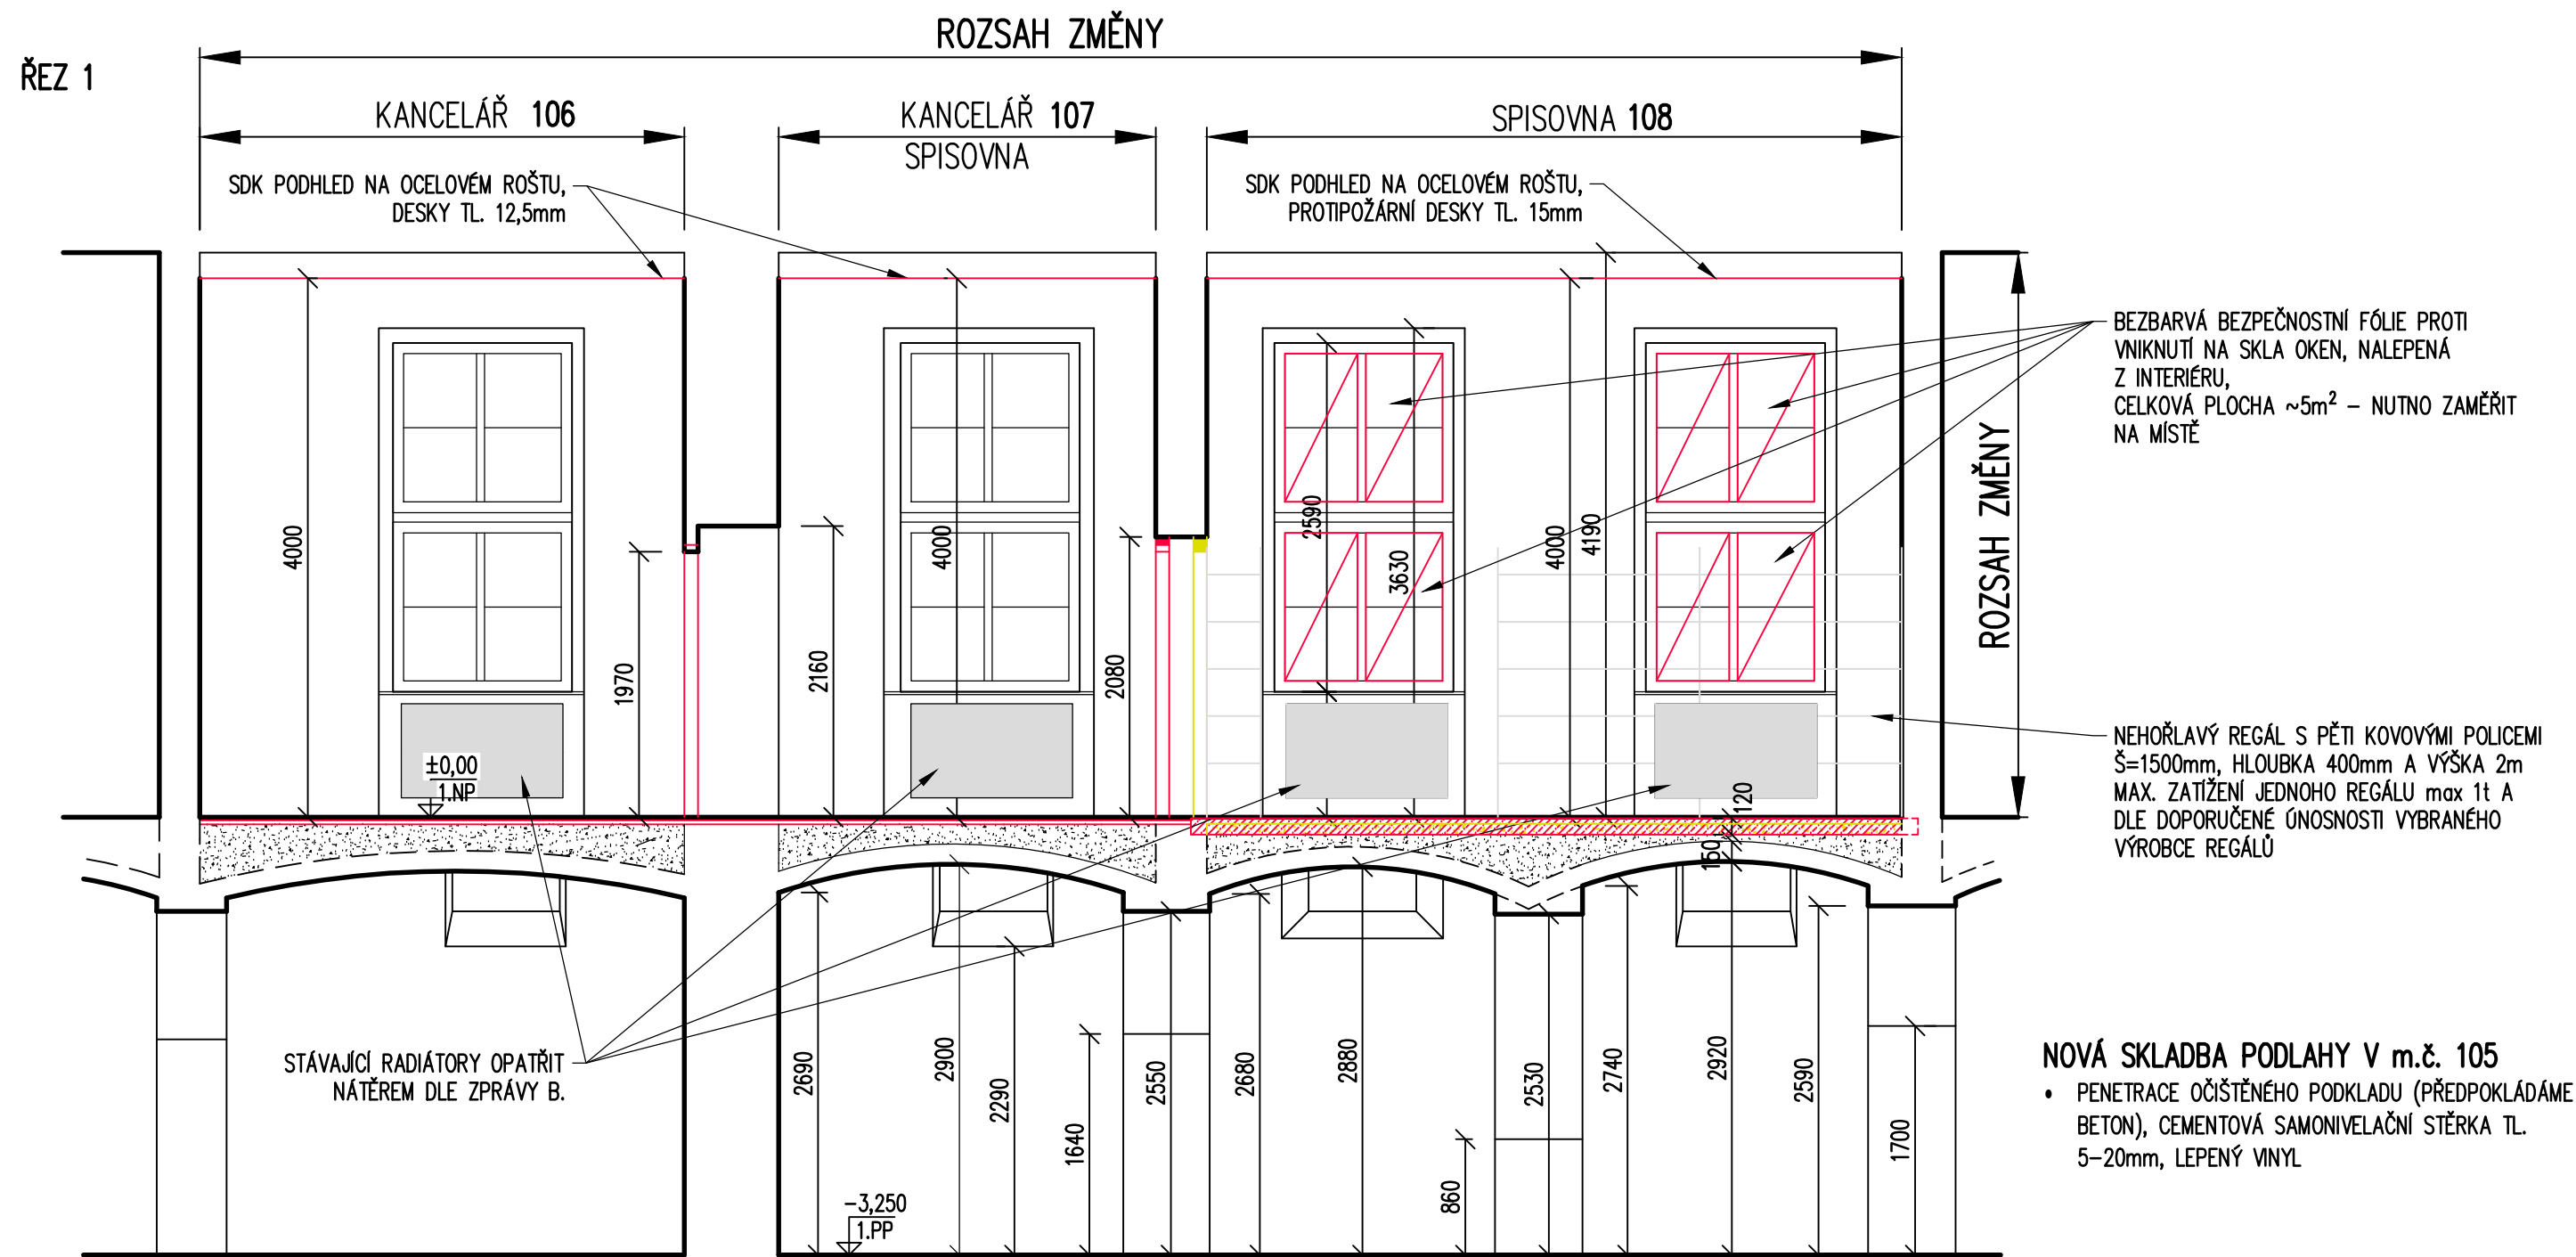 ROZSAH ZMĚNY
ŘEZ 1
KANCELÁŘ 106
KANCELÁŘ 107
SPISOVNA
SPISOVNA 108
SDK PODHLED NA OCELOVÉM ROŠTU,
DESKY TL. 12,5mm
SDK PODHLED NA OCELOVÉM ROŠTU,
PROTIPOŽÁRNÍ DESKY TL. 15mm
BEZBARVÁ BEZPEČNOSTNÍ FÓLIE PROTI
VNIKNUTÍ NA SKLA OKEN, NALEPENÁ
Z INTERIÉRU,
CELKOVÁ PLOCHA ~5m² – NUTNO ZAMĚŘIT
NA MÍSTĚ
ROZSAH ZMĚNY
4000
1970
2160
4000
2080
2590
3630
4000
4190
±0,00
1.NP
120
150
NEHOŘLAVÝ REGÁL S PĚTI KOVOVÝMI POLICEMI
Š=1500mm, HLOUBKA 400mm A VÝŠKA 2m
MAX. ZATÍŽENÍ JEDNOHO REGÁLU max 1t A
DLE DOPORUČENÉ ÚNOSNOSTI VYBRANÉHO
VÝROBCE REGÁLŮ
STÁVAJÍCÍ RADIÁTORY OPATŘIT
NÁTĚREM DLE ZPRÁVY B.
2690
2900
2290
1640
2550
2680
2880
860
2530
2740
2920
2590
1700
-3,250
1.PP
NOVÁ SKLADBA PODLAHY V m.č. 105
• PENETRACE OČIŠTĚNÉHO PODKLADU (PŘEDPOKLÁDÁME
BETON), CEMENTOVÁ SAMONIVELAČNÍ STĚRKA TL.
5–20mm, LEPENÝ VINYL